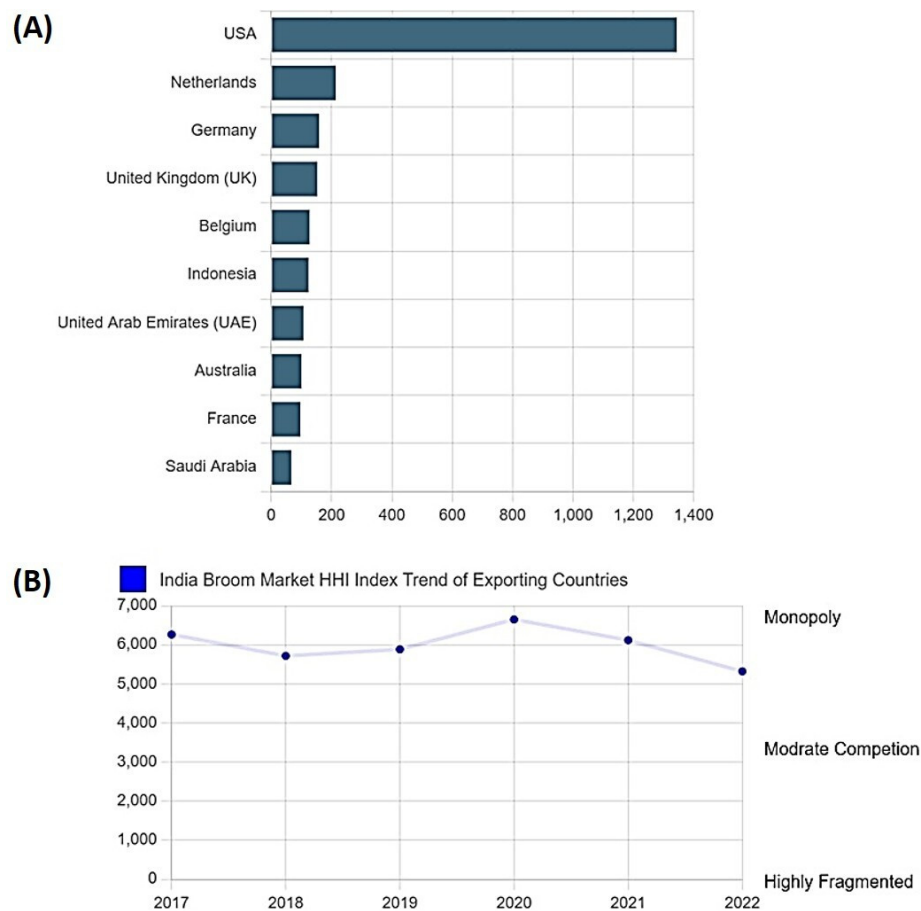 (A)
USA
Netherlands
Germany
United Kingdom (UK)
Belgium
Indonesia
United Arab Emirates (UAE)
Australia
France
Saudi Arabia
0 200 400 600 800 1,000 1,200 1,400
(B)
India Broom Market HHI Index Trend of Exporting Countries
7,000
Monopoly
6,000
5,000
4,000
Modrate Competion
3,000
2,000
1,000
0
Highly Fragmented
2017 2018 2019 2020 2021 2022